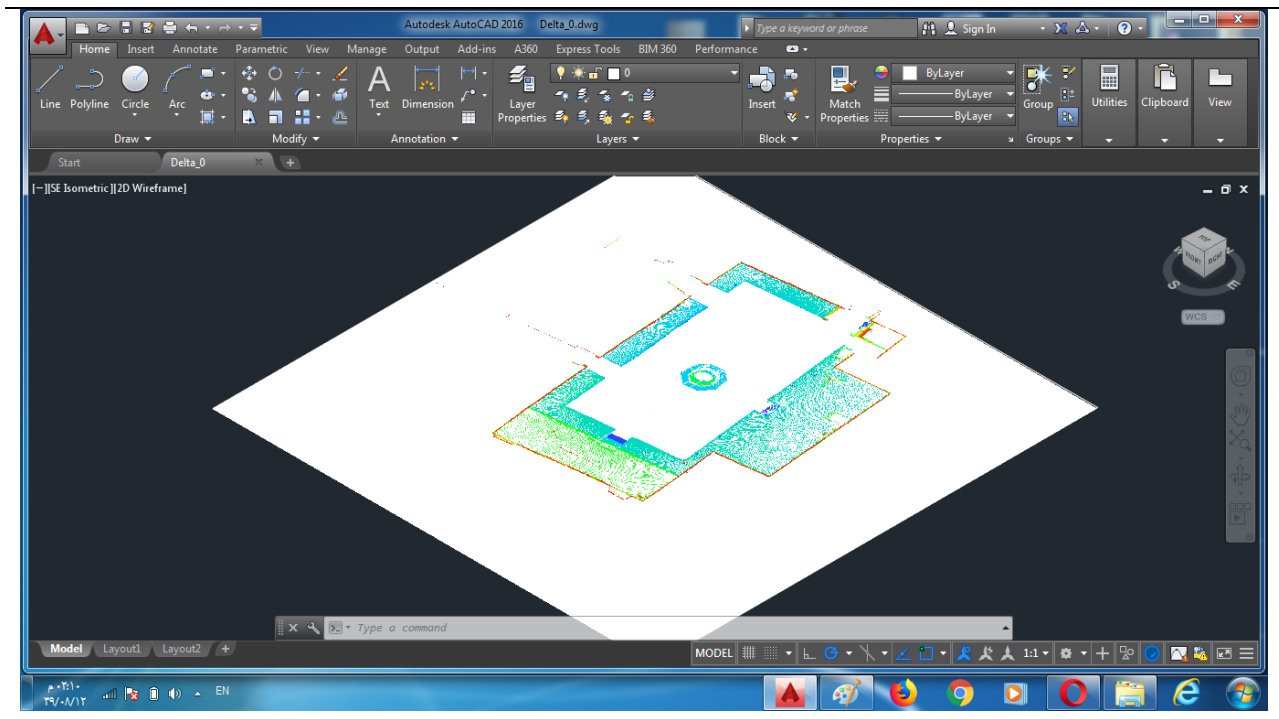 Autodesk AutoCAD 2016 Delta_0.dwg
Type a keyword or phrase
Sign In
Home Insert Annotate Parametric View Manage Output Add-ins A360 Express Tools BIM 360 Performance
Line Polyline Circle Arc
Text Dimension
Layer Properties
0
Insert
Match Properties
ByLayer
ByLayer
ByLayer
Group
Utilities Clipboard View
Draw Modify Annotation Layers Block Properties Groups
Start Delta_0
[−][SE Isometric][2D Wireframe]
TOP
FRONT RIGHT
S E
WCS
Type a command
Model Layout1 Layout2 +
MODEL 1:1
EN